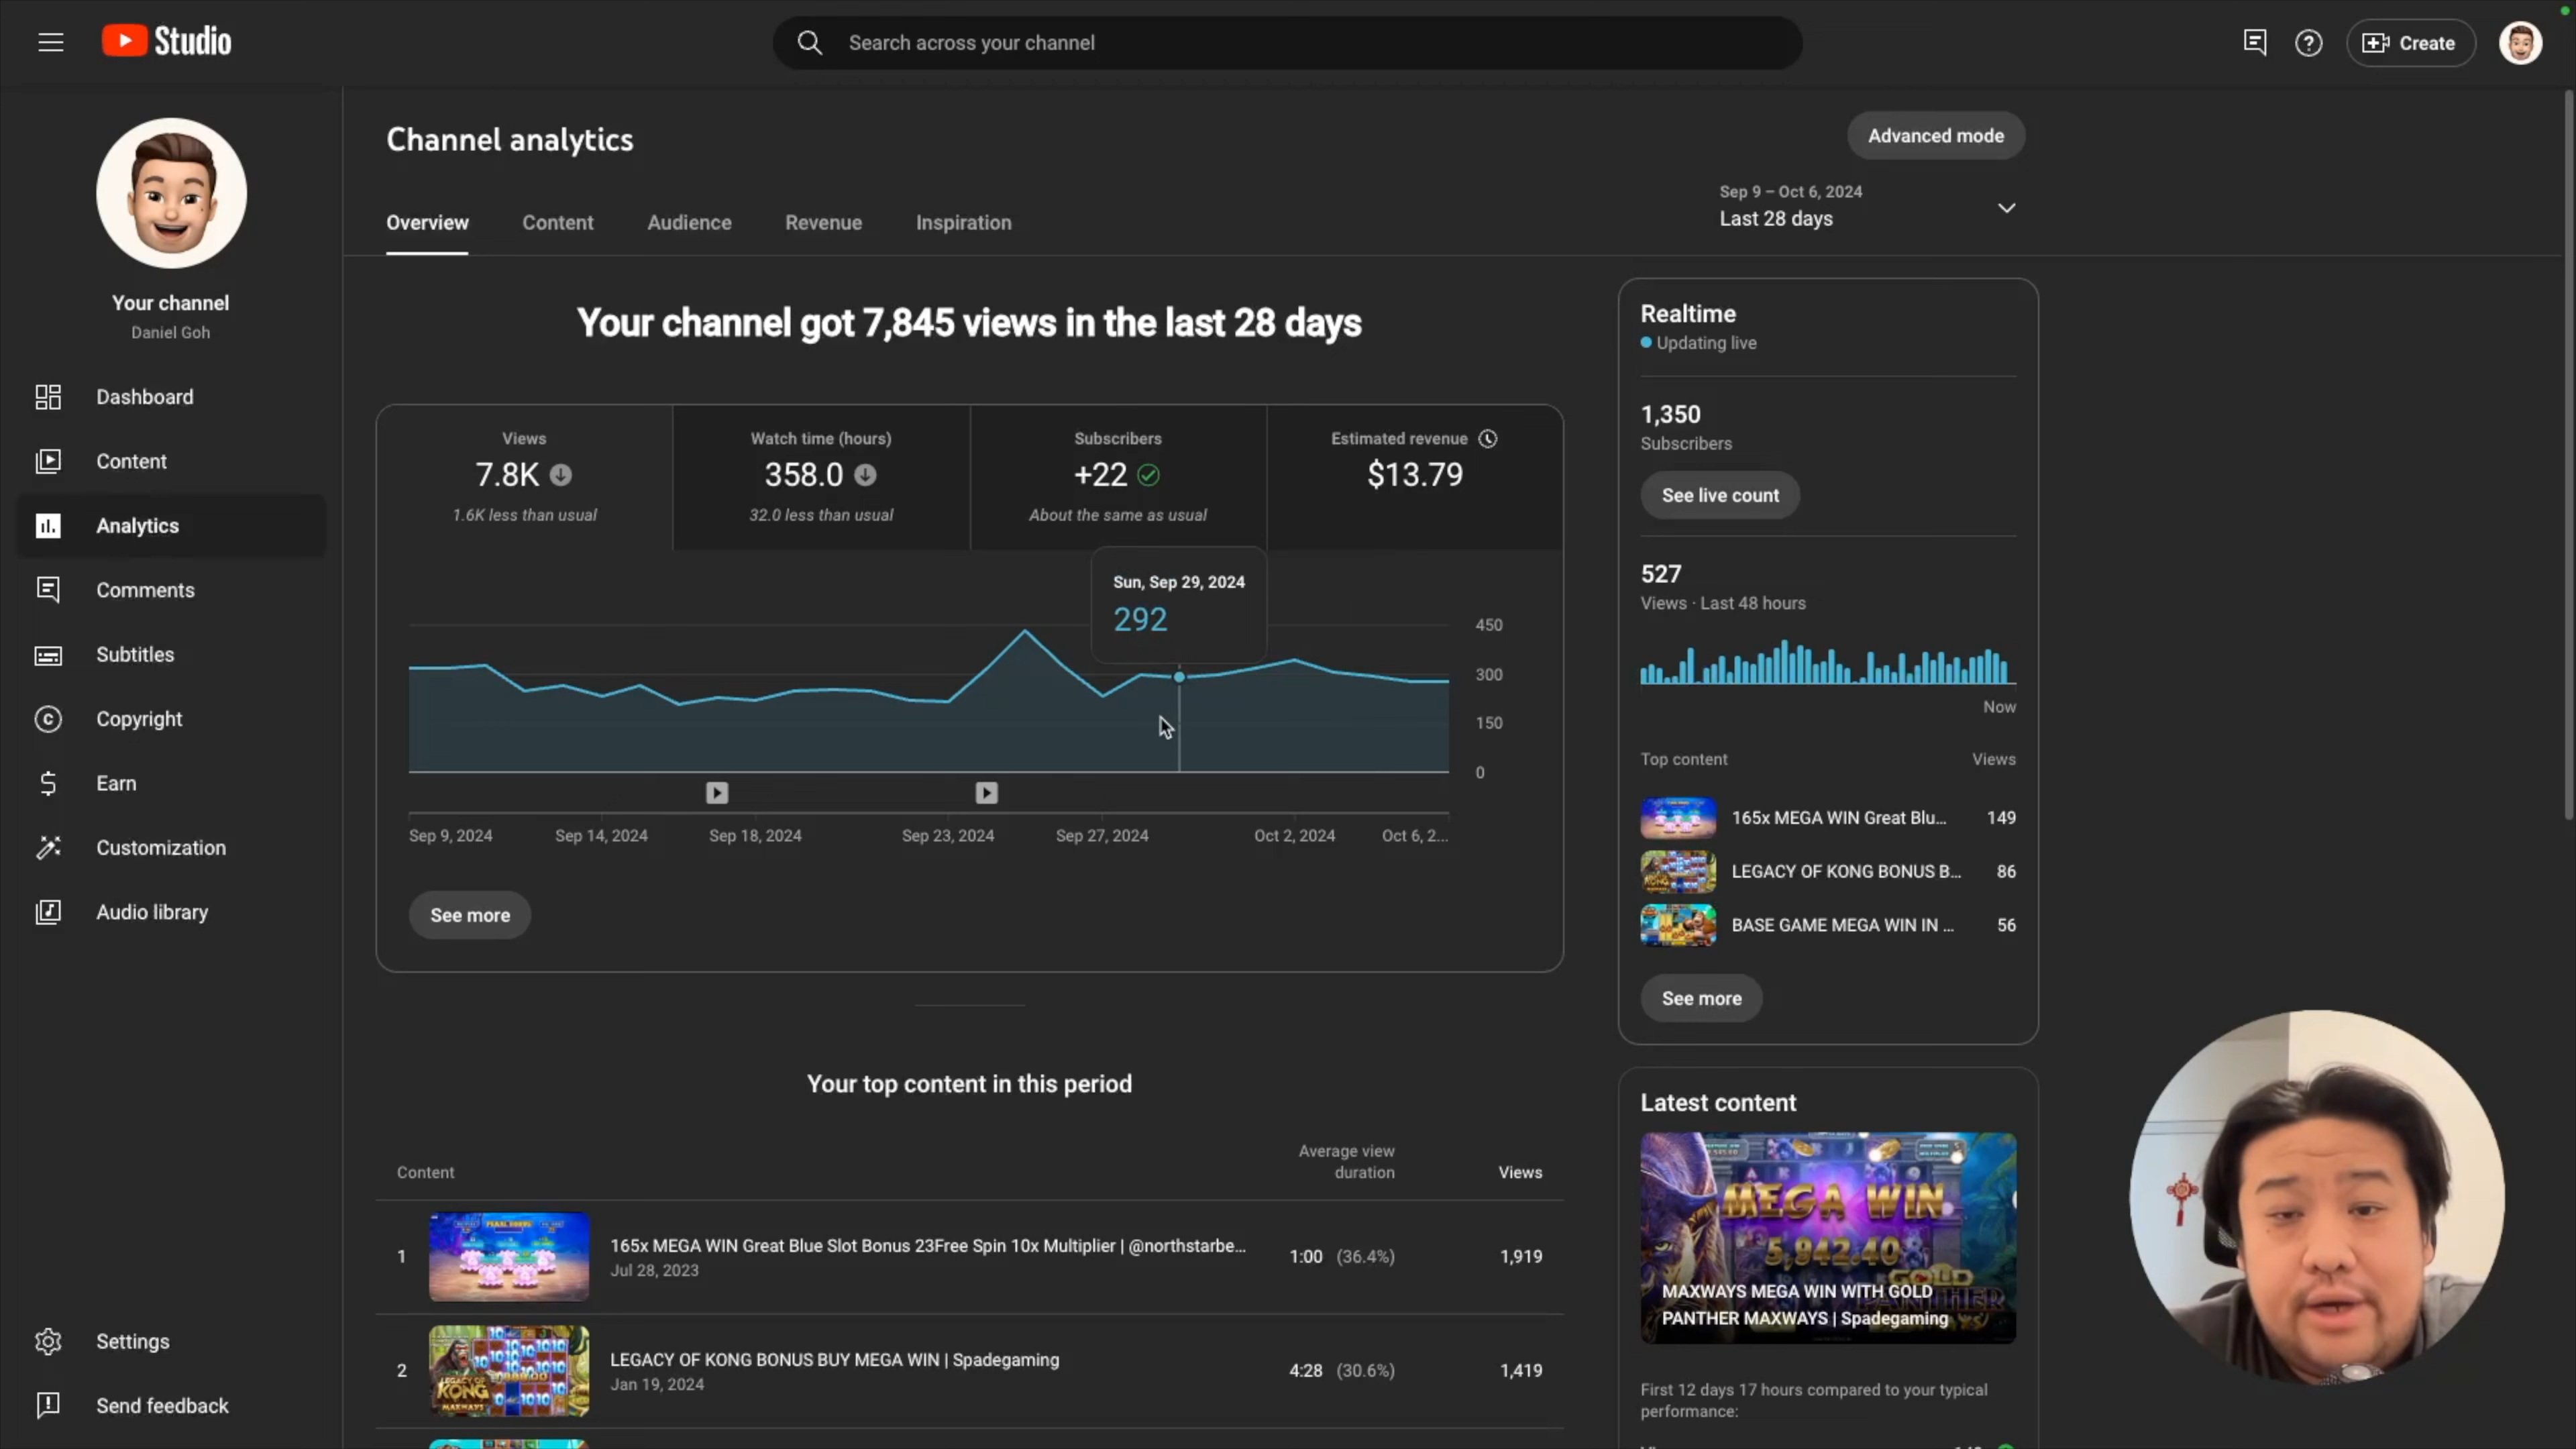 Studio
Search across your channel
Create
Your channel
Daniel Goh
Dashboard
Content
Analytics
Comments
Subtitles
Copyright
Earn
Customization
Audio library
Settings
Send feedback
Channel analytics
Advanced mode
Overview
Content
Audience
Revenue
Inspiration
Sep 9 – Oct 6, 2024
Last 28 days
Your channel got 7,845 views in the last 28 days
Views
7.8K
1.6K less than usual
Watch time (hours)
358.0
32.0 less than usual
Subscribers
+22
About the same as usual
Estimated revenue
$13.79
Sun, Sep 29, 2024
292
450
300
150
0
Sep 9, 2024
Sep 14, 2024
Sep 18, 2024
Sep 23, 2024
Sep 27, 2024
Oct 2, 2024
Oct 6, 2...
See more
Your top content in this period
Content
Average view
duration
Views
1
165x MEGA WIN Great Blue Slot Bonus 23Free Spin 10x Multiplier | @northstarbe...
Jul 28, 2023
1:00 (36.4%)
1,919
2
LEGACY OF KONG BONUS BUY MEGA WIN | Spadegaming
Jan 19, 2024
4:28 (30.6%)
1,419
Realtime
Updating live
1,350
Subscribers
See live count
527
Views · Last 48 hours
Now
Top content
Views
165x MEGA WIN Great Blu...
149
LEGACY OF KONG BONUS B...
86
BASE GAME MEGA WIN IN ...
56
See more
Latest content
MEGA WIN
5,942.40
GOLD
PANTHER
MAXWAYS MEGA WIN WITH GOLD
PANTHER MAXWAYS | Spadegaming
First 12 days 17 hours compared to your typical
performance: